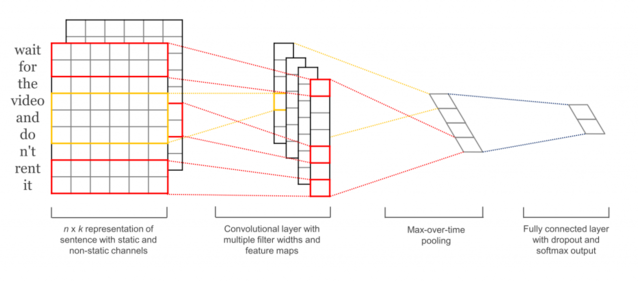 wait
for
the
video
and
do
n't
rent
it
n x k representation of
sentence with static and
non-static channels
Convolutional layer with
multiple filter widths and
feature maps
Max-over-time
pooling
Fully connected layer
with dropout and
softmax output